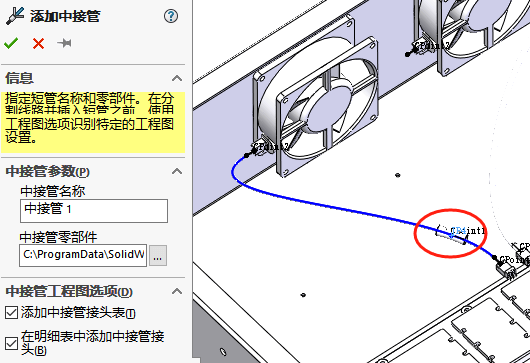 添加中接管
信息
指定短管名称和零部件。在分
割线路并插入短管之前，使用
工程图选项识别特定的工程图
设置。
中接管参数(P)
中接管名称
中接管 1
中接管零部件
C:\ProgramData\SolidW
...
中接管工程图选项(D)
添加中接管接头表(T)
在明细表中添加中接管接
头(B)
CPoint2
CPoint2
CPoint1